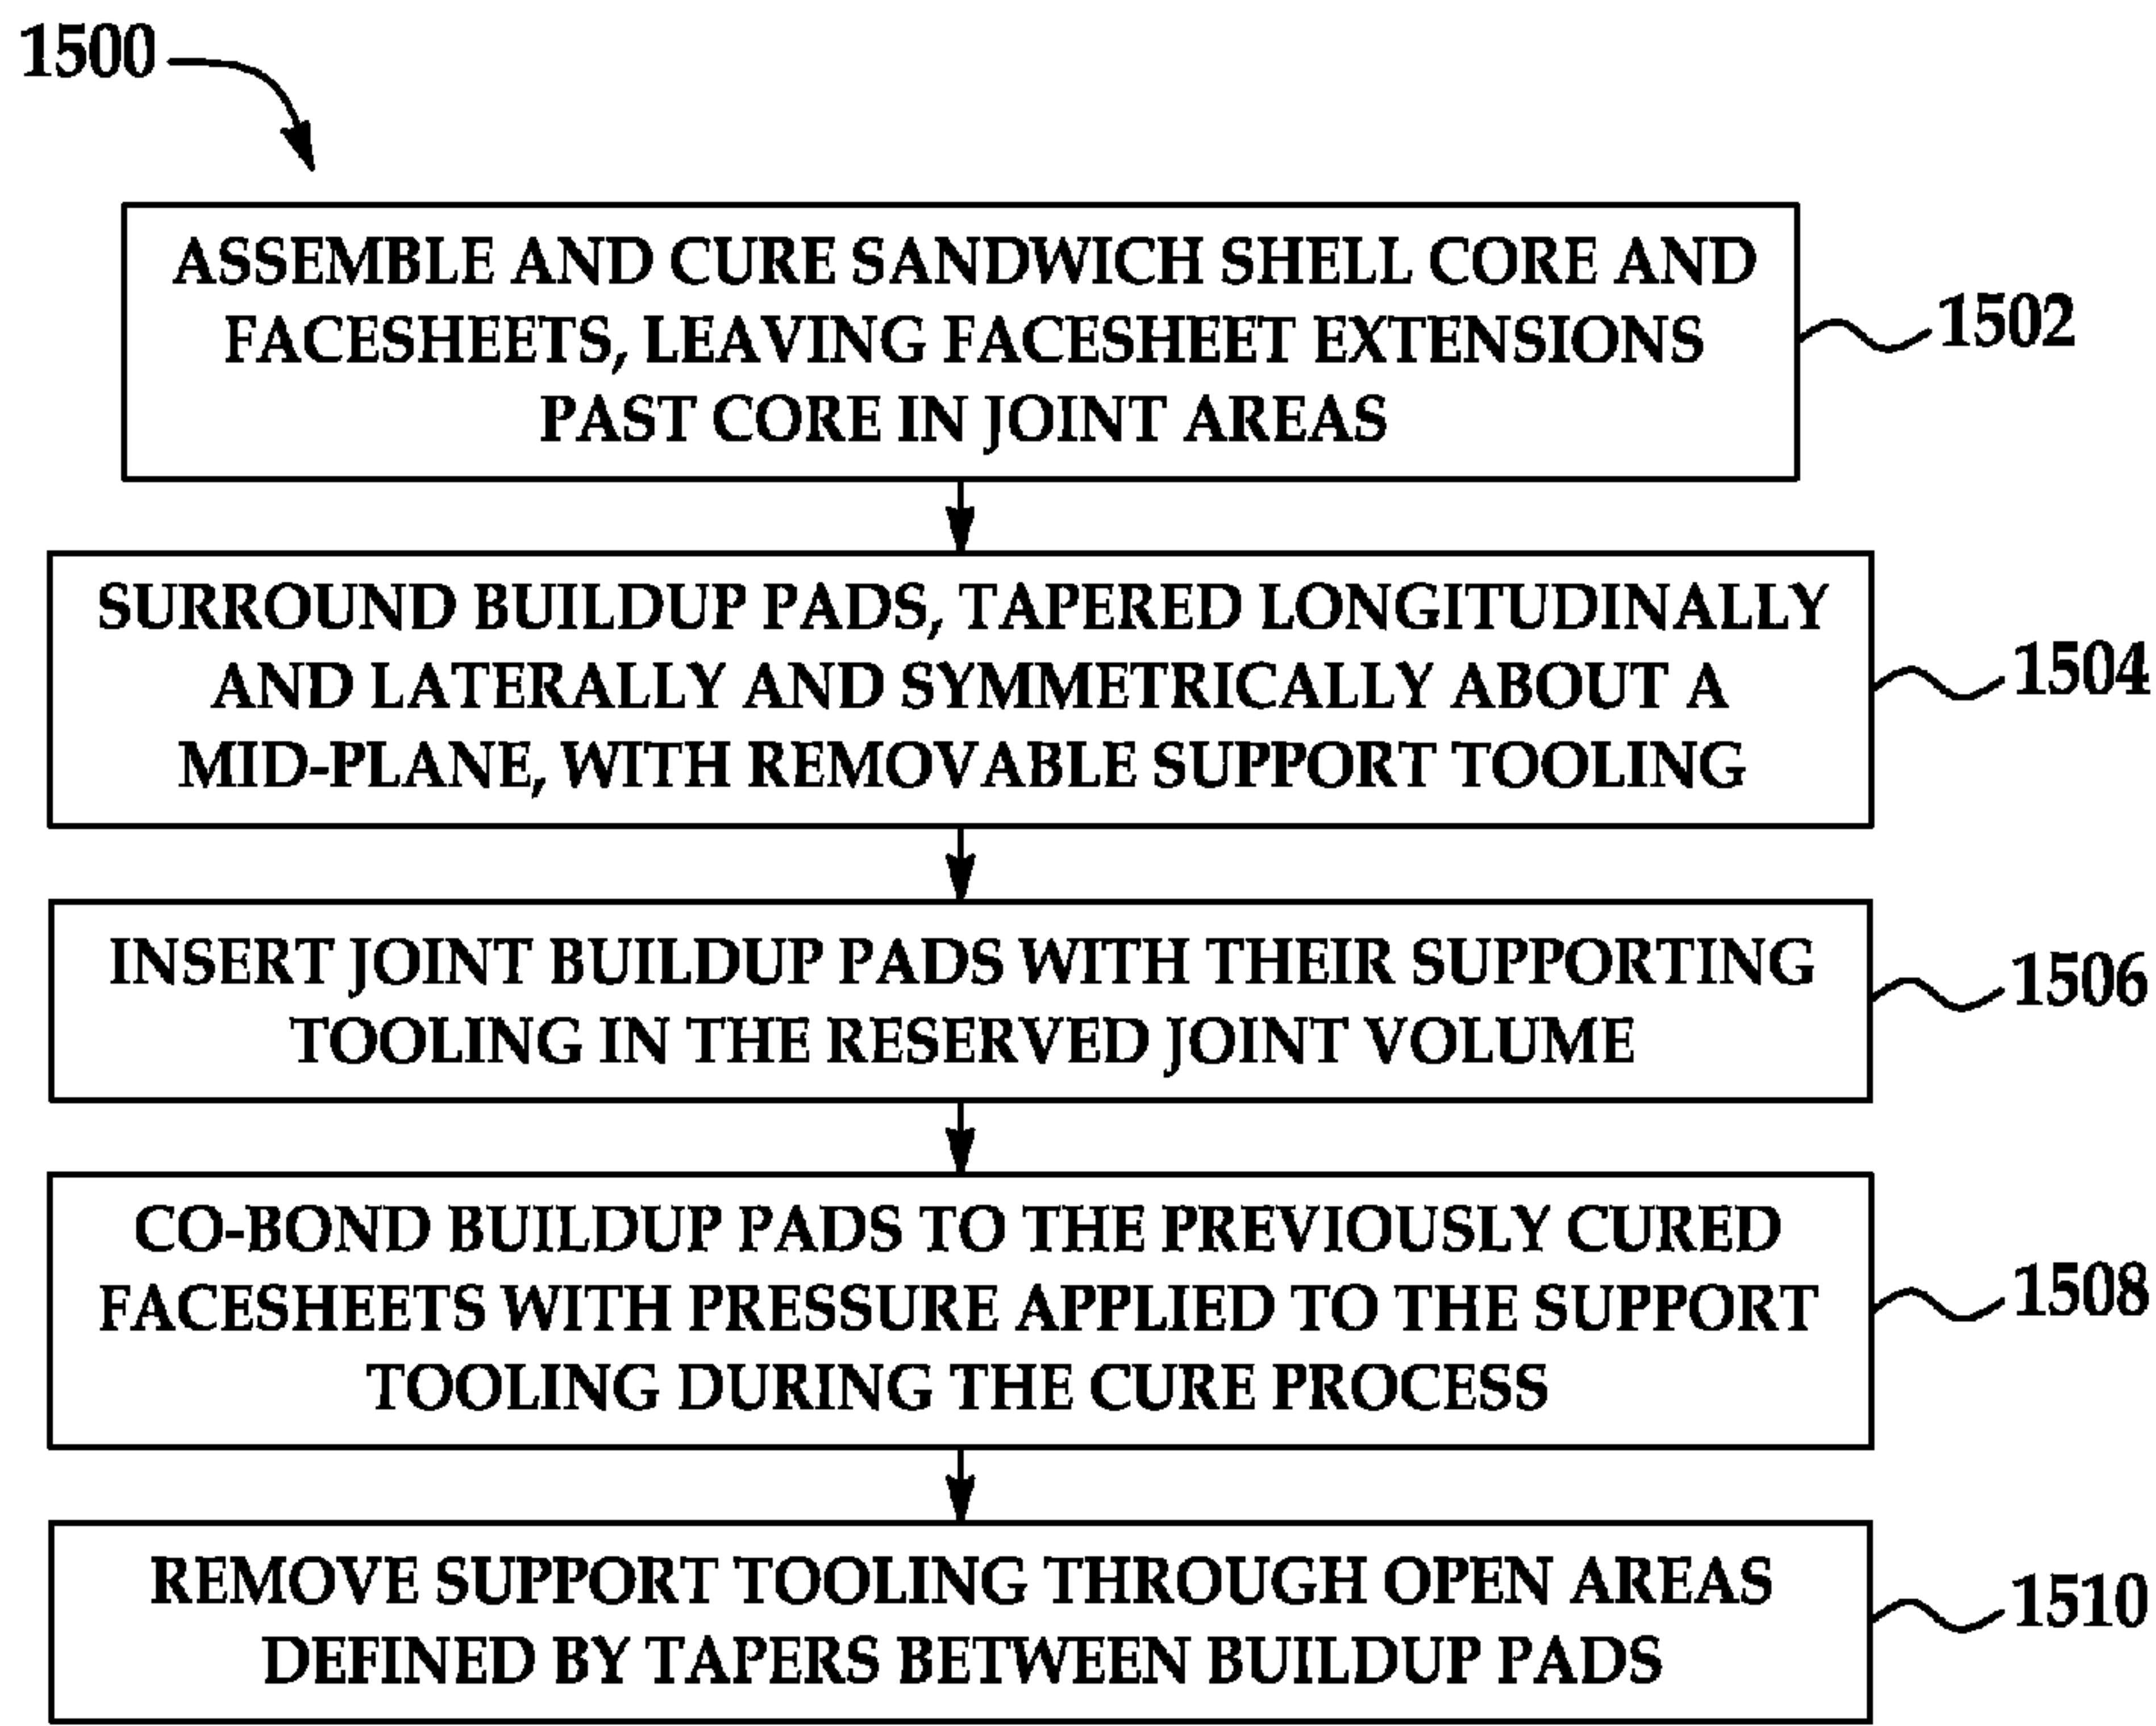 1500
ASSEMBLE AND CURE SANDWICH SHELL CORE AND
FACESHEETS, LEAVING FACESHEET EXTENSIONS
PAST CORE IN JOINT AREAS
1502
SURROUND BUILDUP PADS, TAPERED LONGITUDINALLY
AND LATERALLY AND SYMMETRICALLY ABOUT A
MID-PLANE, WITH REMOVABLE SUPPORT TOOLING
1504
INSERT JOINT BUILDUP PADS WITH THEIR SUPPORTING
TOOLING IN THE RESERVED JOINT VOLUME
1506
CO-BOND BUILDUP PADS TO THE PREVIOUSLY CURED
FACESHEETS WITH PRESSURE APPLIED TO THE SUPPORT
TOOLING DURING THE CURE PROCESS
1508
REMOVE SUPPORT TOOLING THROUGH OPEN AREAS
DEFINED BY TAPERS BETWEEN BUILDUP PADS
1510